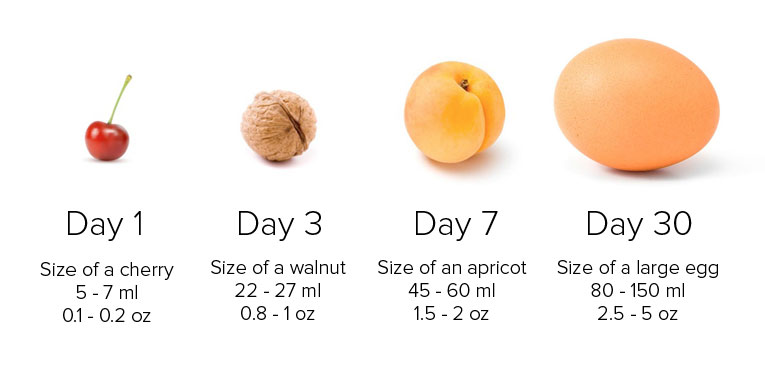 Day 1
Size of a cherry
5 - 7 ml
0.1 - 0.2 oz
Day 3
Size of a walnut
22 - 27 ml
0.8 - 1 oz
Day 7
Size of an apricot
45 - 60 ml
1.5 - 2 oz
Day 30
Size of a large egg
80 - 150 ml
2.5 - 5 oz